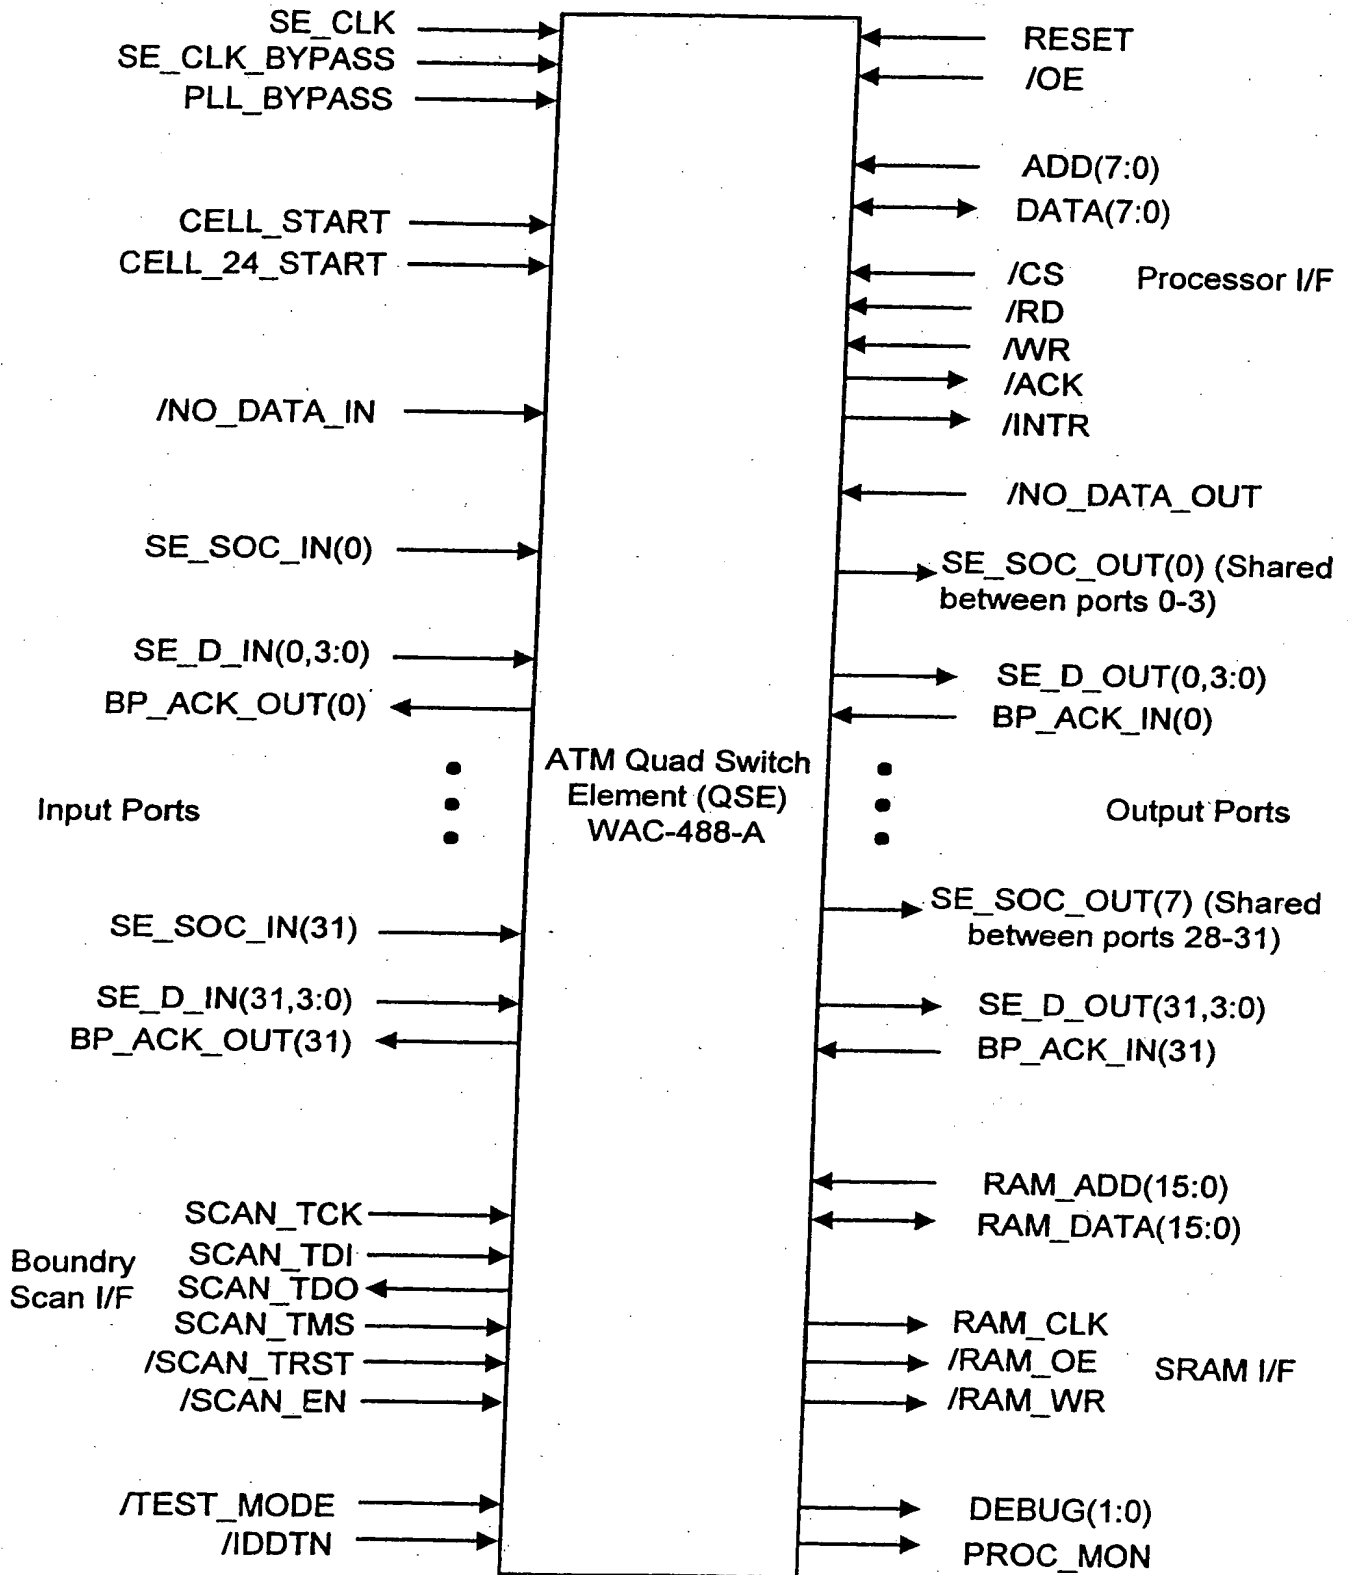 SE_CLK
SE_CLK_BYPASS
PLL_BYPASS
CELL_START
CELL_24_START
/NO_DATA_IN
SE_SOC_IN(0)
SE_D_IN(0,3:0)
BP_ACK_OUT(0)
Input Ports
SE_SOC_IN(31)
SE_D_IN(31,3:0)
BP_ACK_OUT(31)
SCAN_TCK
Boundry
Scan I/F
SCAN_TDI
SCAN_TDO
SCAN_TMS
/SCAN_TRST
/SCAN_EN
/TEST_MODE
/IDDTN
ATM Quad Switch
Element (QSE)
WAC-488-A
RESET
/OE
ADD(7:0)
DATA(7:0)
/CS
Processor I/F
/RD
/WR
/ACK
/INTR
/NO_DATA_OUT
SE_SOC_OUT(0) (Shared
between ports 0-3)
SE_D_OUT(0,3:0)
BP_ACK_IN(0)
Output Ports
SE_SOC_OUT(7) (Shared
between ports 28-31)
SE_D_OUT(31,3:0)
BP_ACK_IN(31)
RAM_ADD(15:0)
RAM_DATA(15:0)
RAM_CLK
/RAM_OE
SRAM I/F
/RAM_WR
DEBUG(1:0)
PROC_MON